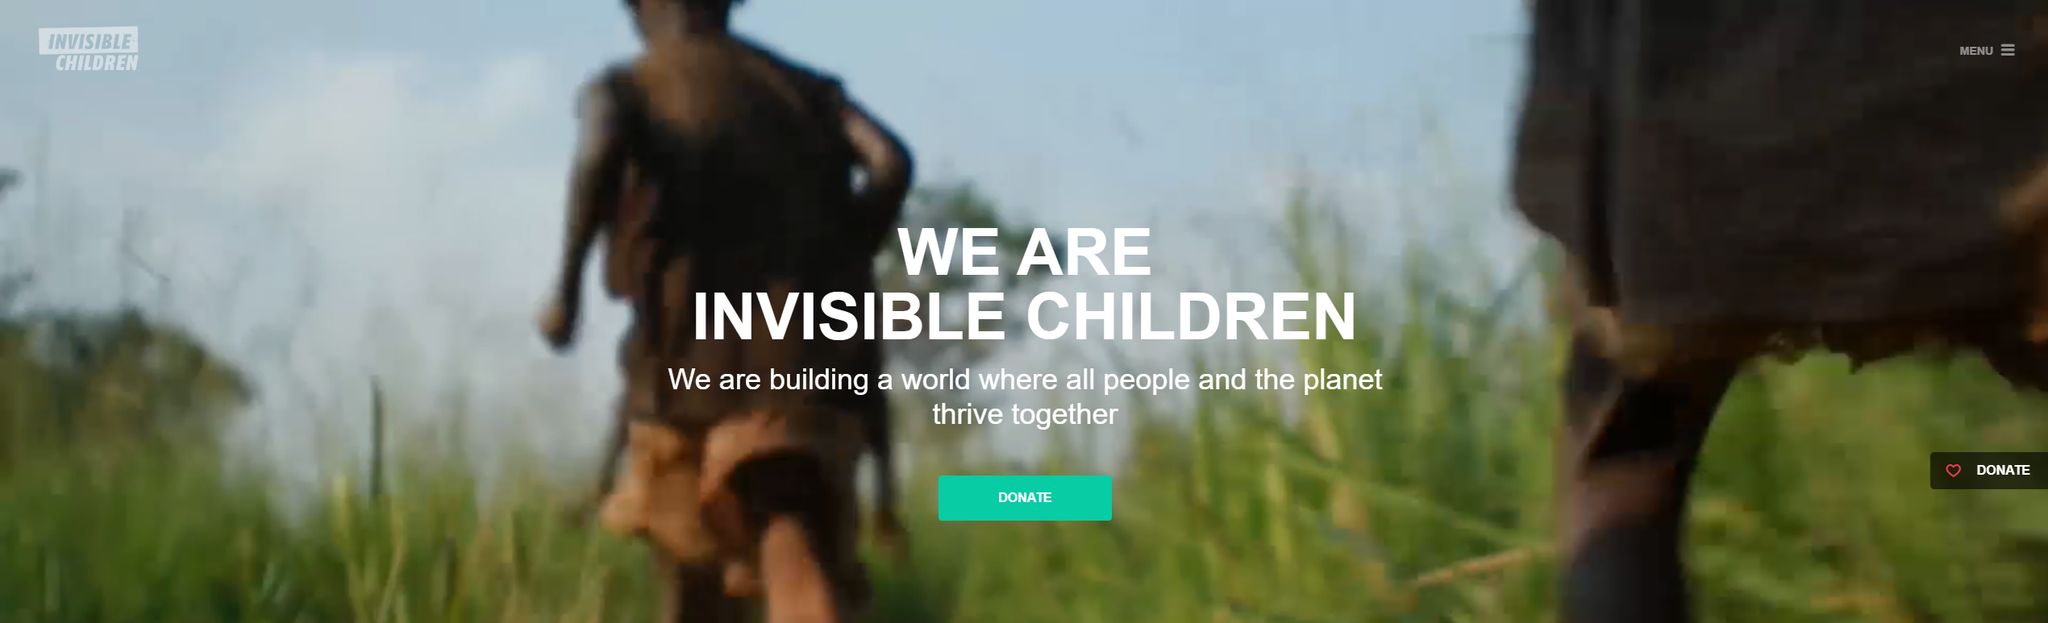 INVISIBLE
CHILDREN
MENU
WE ARE
INVISIBLE CHILDREN
We are building a world where all people and the planet
thrive together
DONATE
DONATE